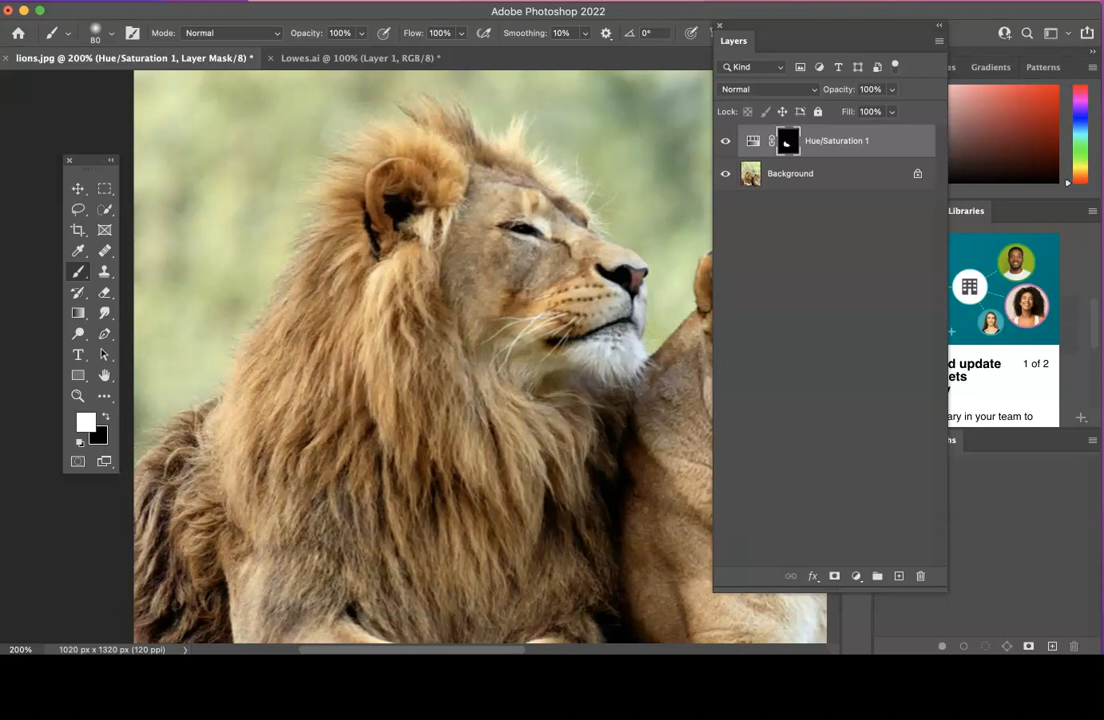 Adobe Photoshop 2022
80
Mode: Normal
Opacity: 100%
Flow: 100%
Smoothing: 10%
0°
lions.jpg @ 200% (Hue/Saturation 1, Layer Mask/8) *
Lowes.ai @ 100% (Layer 1, RGB/8) *
Layers
Kind
Normal
Opacity: 100%
Lock:
Fill: 100%
Hue/Saturation 1
Background
es
Gradients
Patterns
Libraries
d update
1 of 2
ets
y
ary in your team to
ns
200%
1020 px x 1320 px (120 ppi)